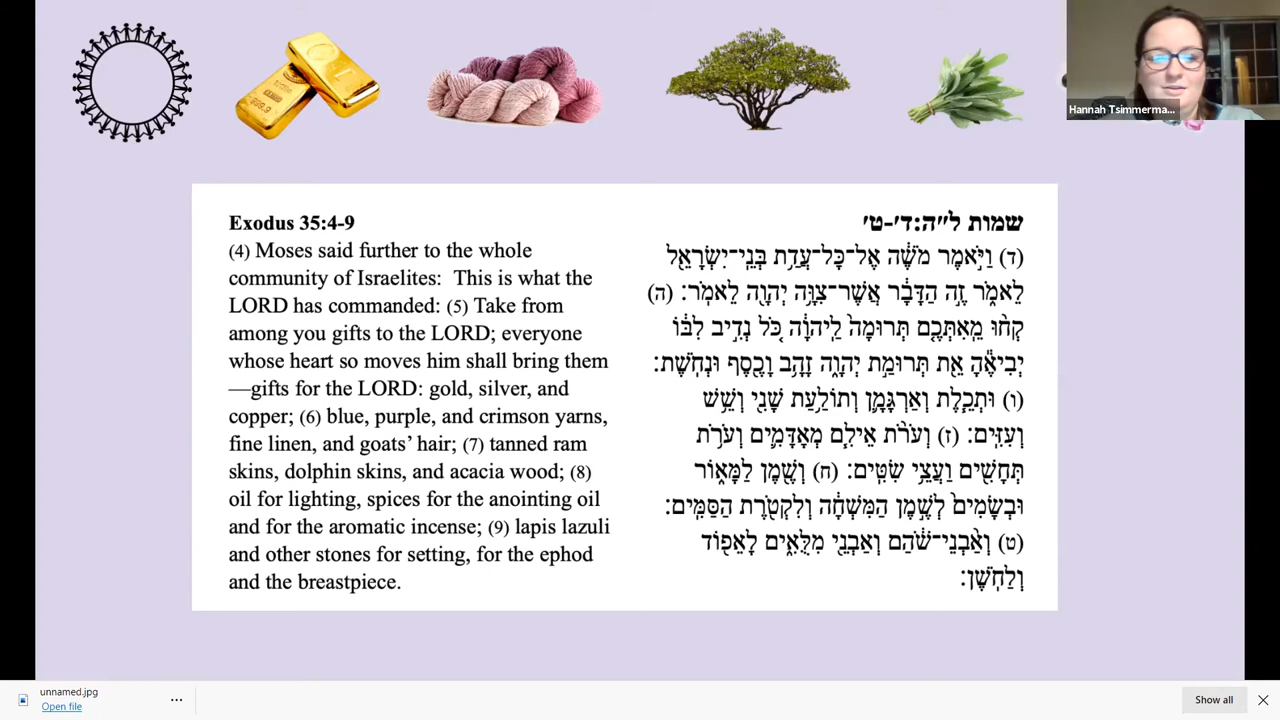 Hannah Tsimmerma...
Exodus 35:4-9
(4) Moses said further to the whole
community of Israelites: This is what the
LORD has commanded: (5) Take from
among you gifts to the LORD; everyone
whose heart so moves him shall bring them
—gifts for the LORD: gold, silver, and
copper; (6) blue, purple, and crimson yarns,
fine linen, and goats’ hair; (7) tanned ram
skins, dolphin skins, and acacia wood; (8)
oil for lighting, spices for the anointing oil
and for the aromatic incense; (9) lapis lazuli
and other stones for setting, for the ephod
and the breastpiece.
שמות ל״ה:ד׳-ט׳
(ד) וַיֹּ֣אמֶר מֹשֶׁ֔ה אֶל־כׇּל־עֲדַ֥ת בְּנֵֽי־יִשְׂרָאֵ֖ל
לֵאמֹ֑ר זֶ֣ה הַדָּבָ֔ר אֲשֶׁר־צִוָּ֥ה יְהֹוָ֖ה לֵאמֹֽר׃ (ה)
קְח֨וּ מֵֽאִתְּכֶ֤ם תְּרוּמָה֙ לַֽיהֹוָ֔ה כֹּ֚ל נְדִ֣יב לִבּ֔וֹ
יְבִיאֶ֕הָ אֵ֖ת תְּרוּמַ֣ת יְהֹוָ֑ה זָהָ֥ב וָכֶ֖סֶף וּנְחֹֽשֶׁת׃
(ו) וּתְכֵ֧לֶת וְאַרְגָּמָ֛ן וְתוֹלַ֥עַת שָׁנִ֖י וְשֵׁ֥שׁ
וְעִזִּֽים׃ (ז) וְעֹרֹ֨ת אֵילִ֧ם מְאׇדָּמִ֛ים וְעֹרֹ֥ת
תְּחָשִׁ֖ים וַעֲצֵ֥י שִׁטִּֽים׃ (ח) וְשֶׁ֖מֶן לַמָּא֑וֹר
וּבְשָׂמִים֙ לְשֶׁ֣מֶן הַמִּשְׁחָ֔ה וְלִקְטֹ֖רֶת הַסַּמִּֽים׃
(ט) וְאַ֨בְנֵי־שֹׁ֔הַם וְאַבְנֵ֖י מִלֻּאִ֑ים לָאֵפ֖וֹד
וְלַחֹֽשֶׁן׃
unnamed.jpg
Open file
Show all